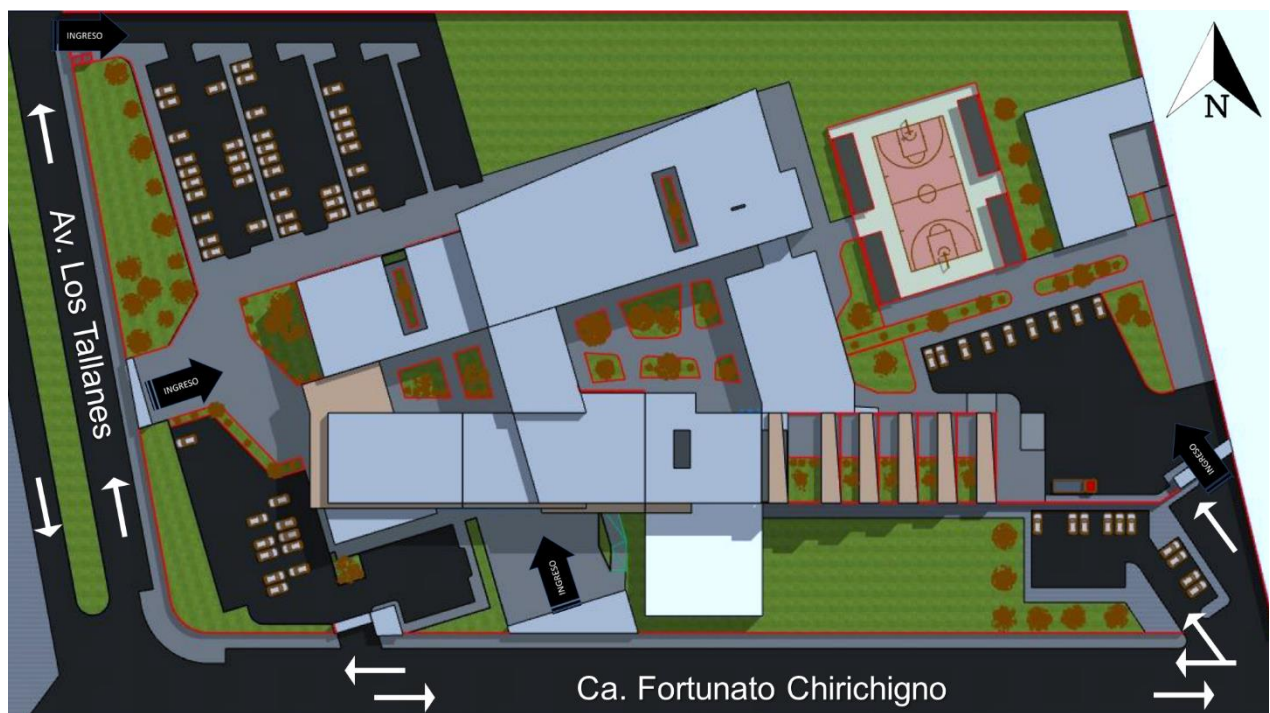 INGRESO
N
Av. Los Tallanes
INGRESO
INGRESO
INGRESO
Ca. Fortunato Chirichigno